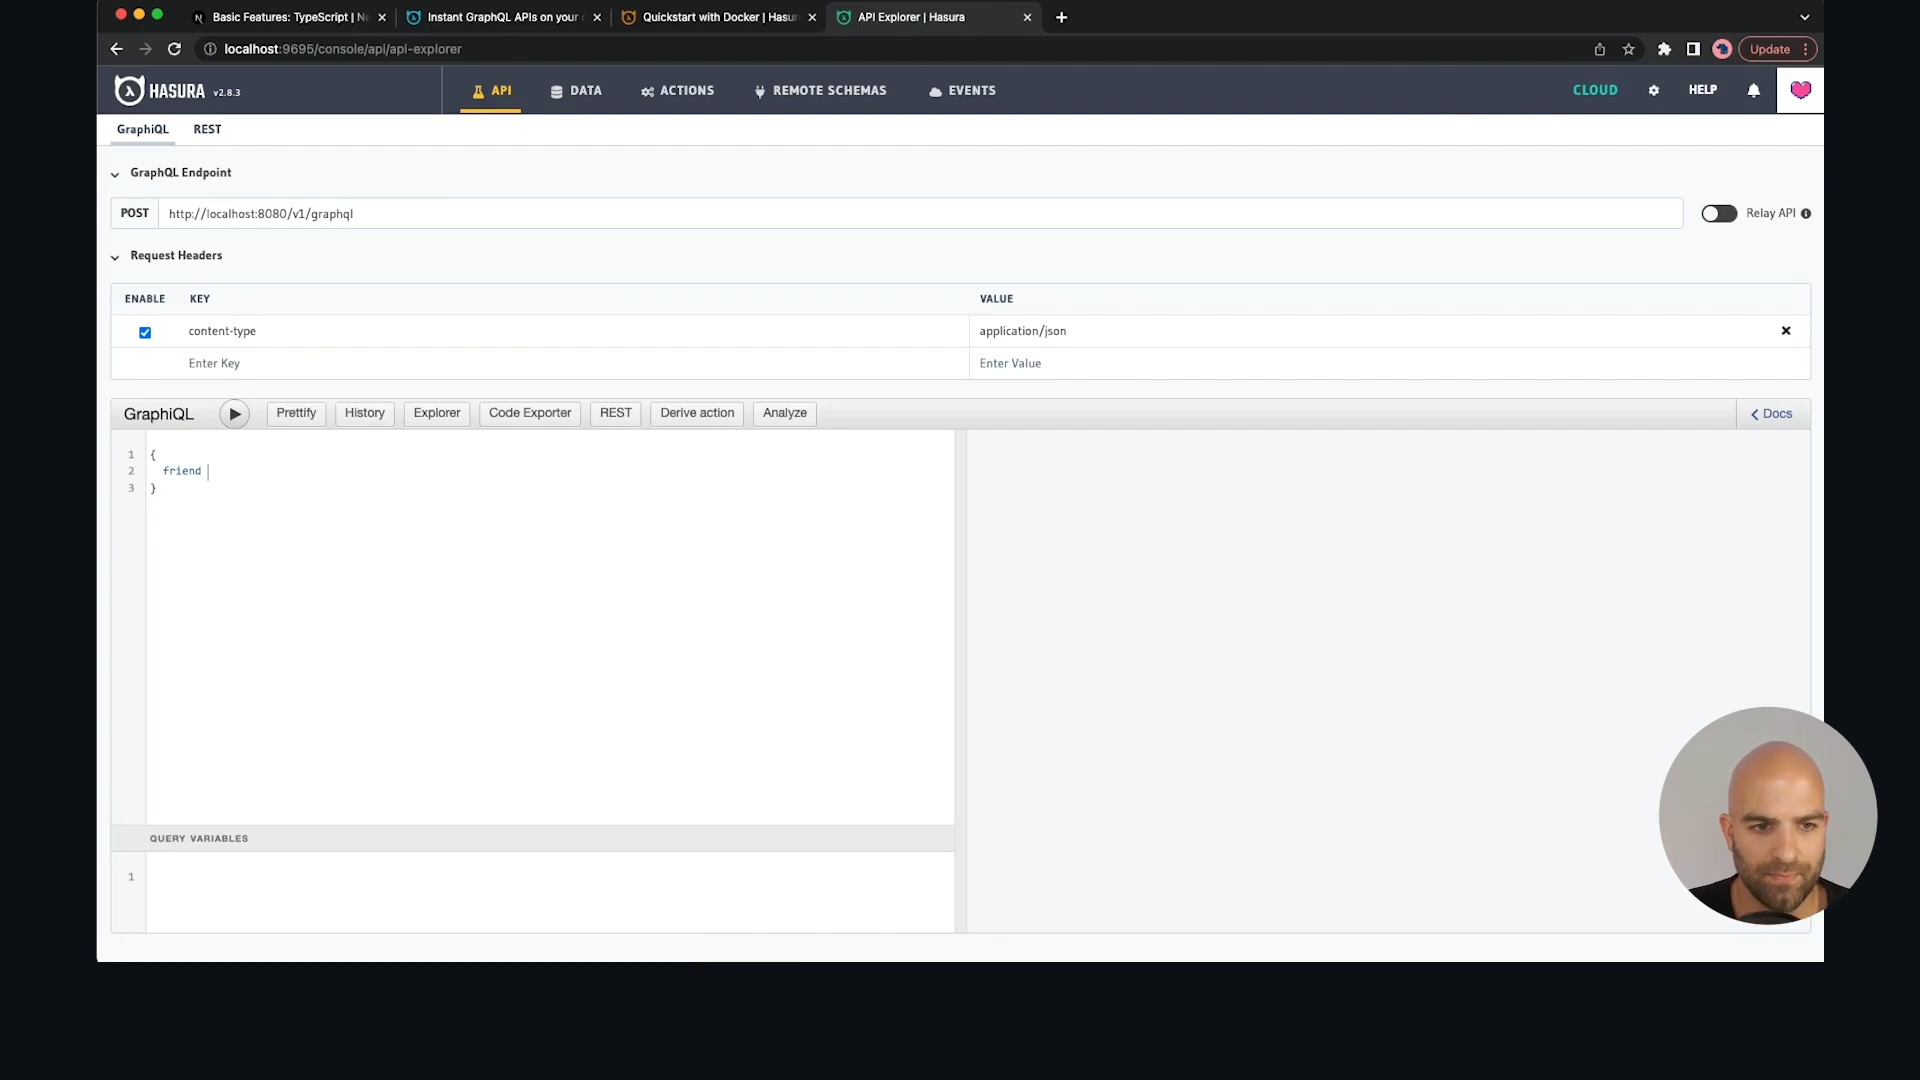 Basic Features: TypeScript | Ne
Instant GraphQL APIs on your
Quickstart with Docker | Hasur
API Explorer | Hasura
localhost:9695/console/api/api-explorer
Update
HASURA v2.8.3
API
DATA
ACTIONS
REMOTE SCHEMAS
EVENTS
CLOUD
HELP
GraphiQL
REST
GraphQL Endpoint
POST
http://localhost:8080/v1/graphql
Relay API
Request Headers
ENABLE
KEY
VALUE
content-type
application/json
Enter Key
Enter Value
GraphiQL
Prettify
History
Explorer
Code Exporter
REST
Derive action
Analyze
Docs
1 {
2 friend
3 }
QUERY VARIABLES
1